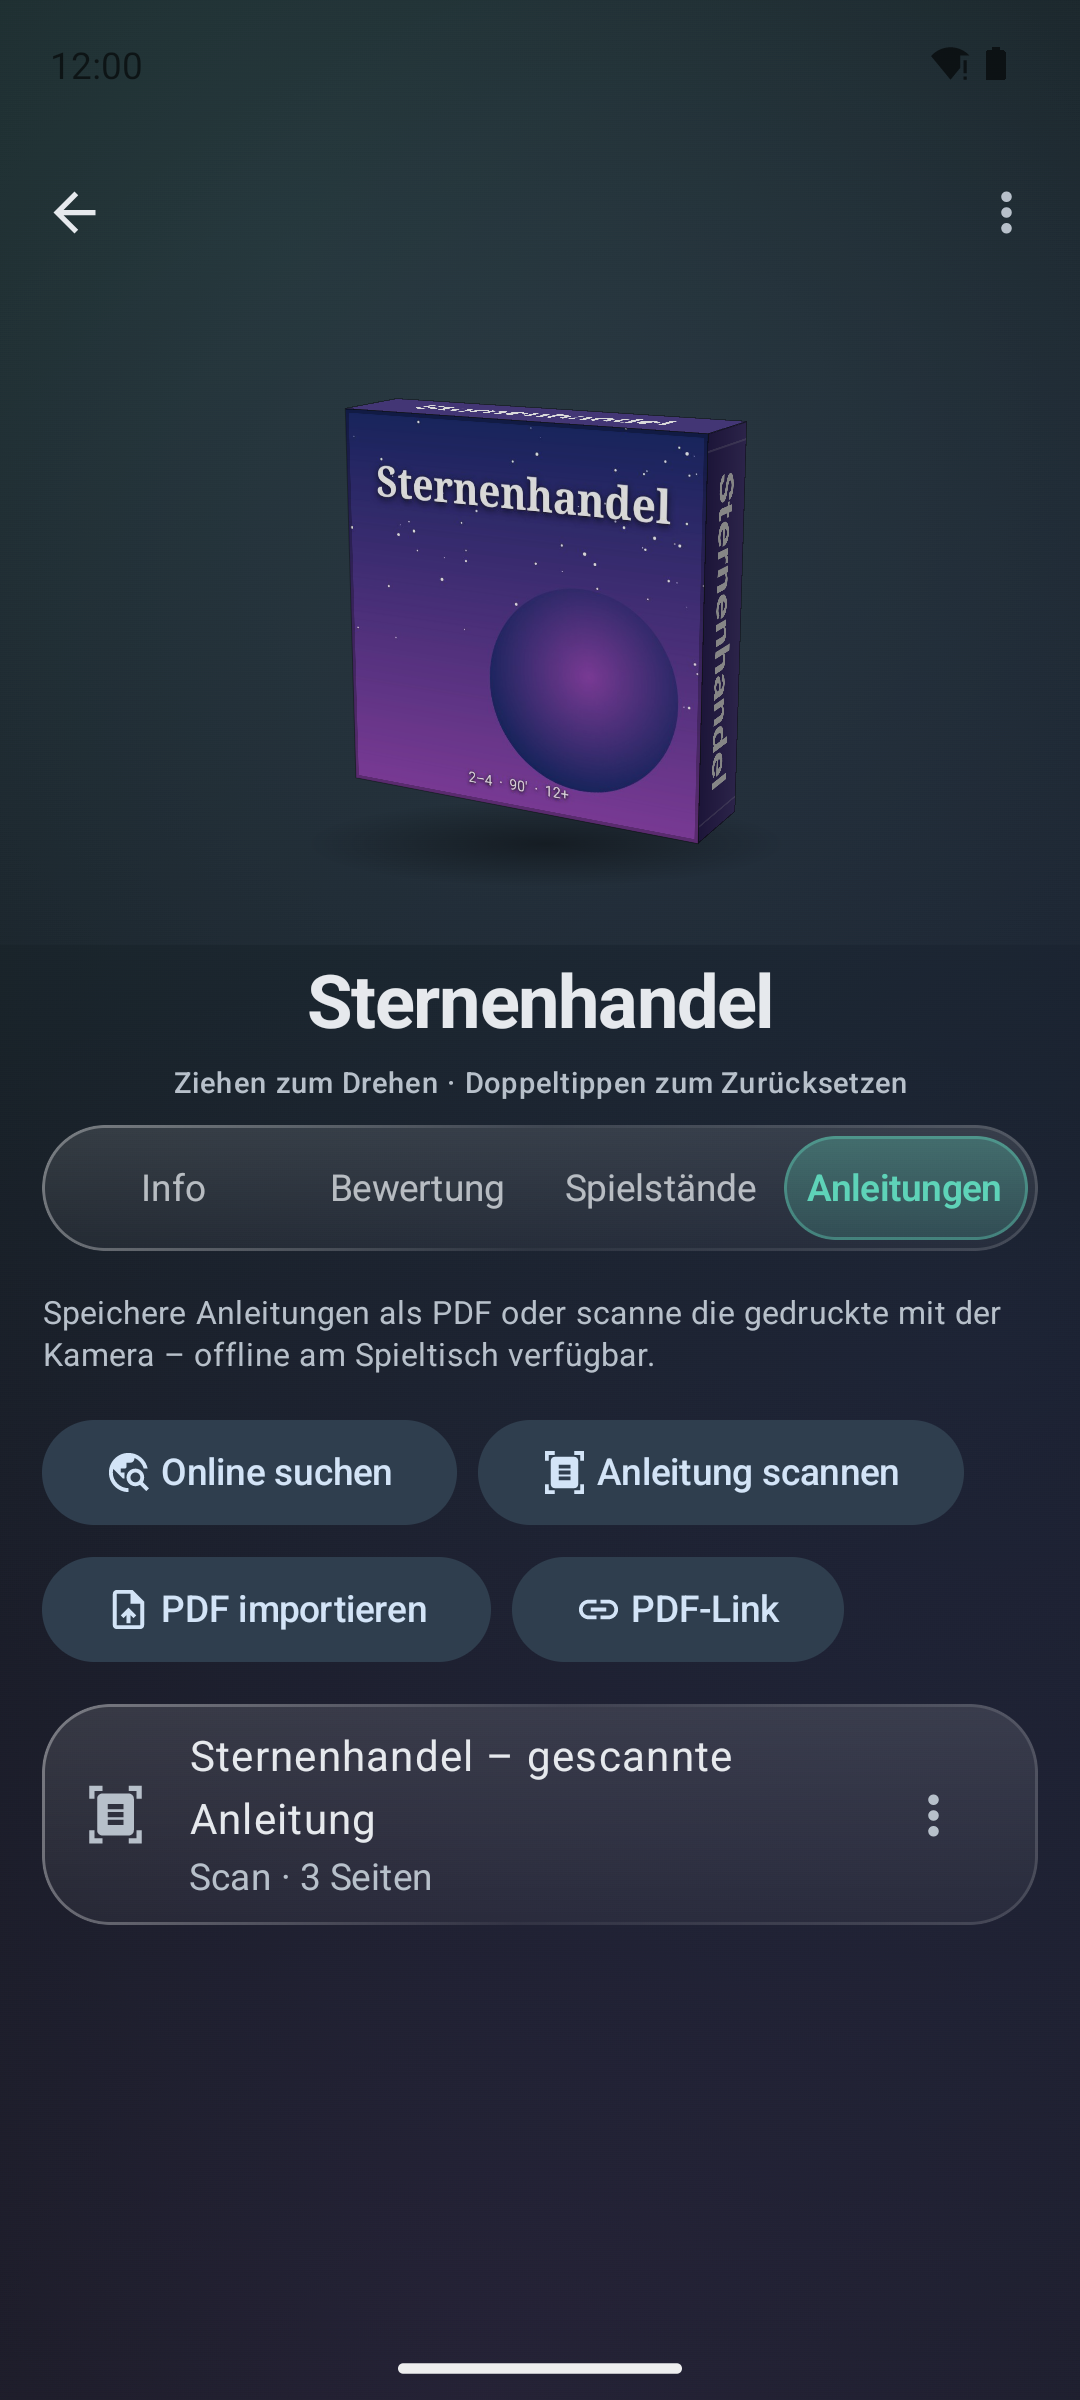 12:00
Sternenhandel
Sternenhandel
Sternenhandel
2–4 · 90' · 12+
Sternenhandel
Ziehen zum Drehen · Doppeltippen zum Zurücksetzen
Info Bewertung Spielstände Anleitungen
Speichere Anleitungen als PDF oder scanne die gedruckte mit der
Kamera – offline am Spieltisch verfügbar.
Online suchen Anleitung scannen
PDF importieren PDF-Link
Sternenhandel – gescannte
Anleitung
Scan · 3 Seiten